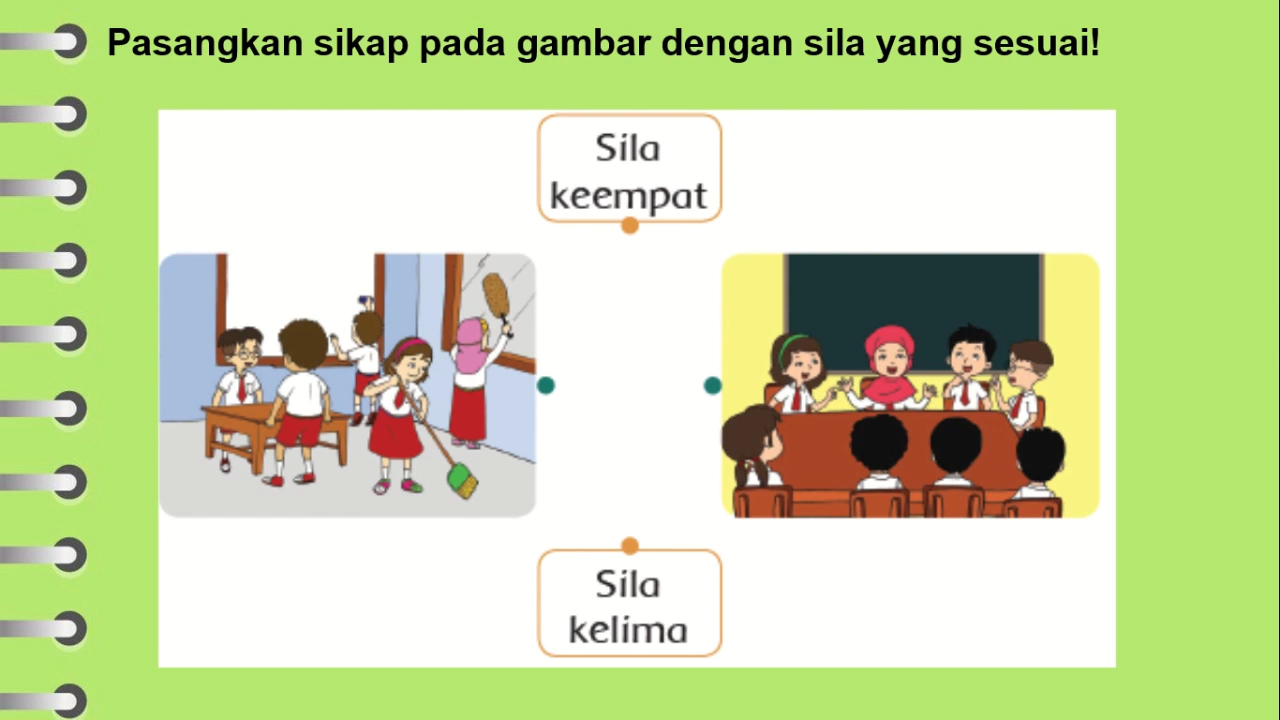 Pasangkan sikap pada gambar dengan sila yang sesuai!
Sila
keempat
Sila
kelima